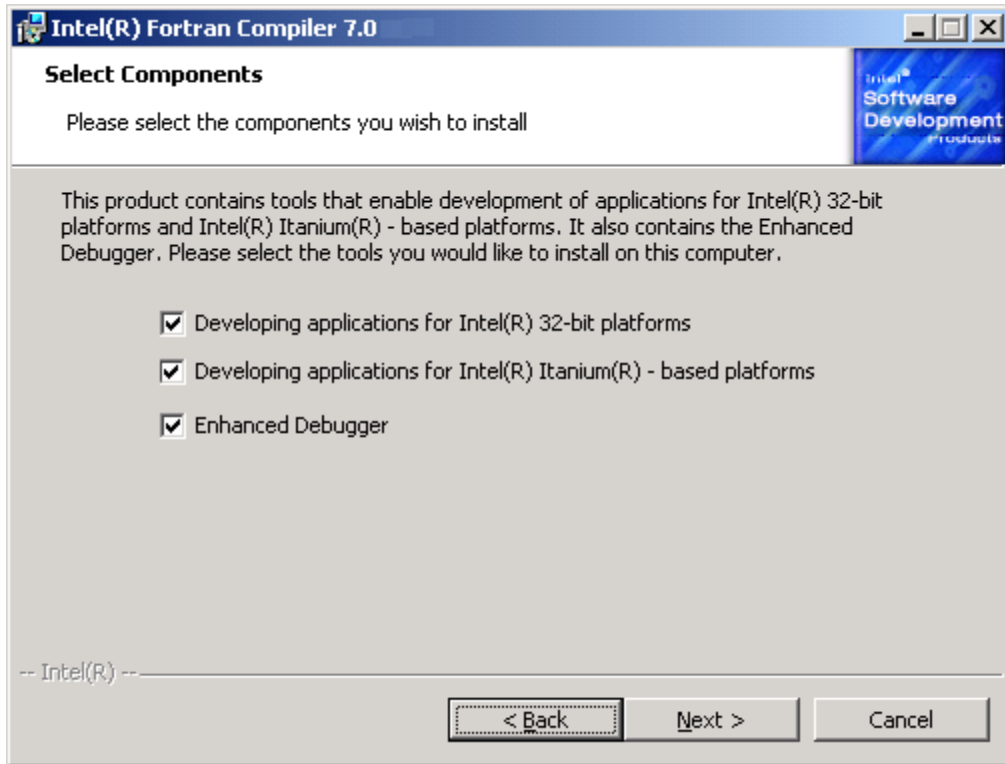 Intel(R) Fortran Compiler 7.0
Select Components
Please select the components you wish to install
intel®
Software
Development
Products
This product contains tools that enable development of applications for Intel(R) 32-bit
platforms and Intel(R) Itanium(R) - based platforms. It also contains the Enhanced
Debugger. Please select the tools you would like to install on this computer.
Developing applications for Intel(R) 32-bit platforms
Developing applications for Intel(R) Itanium(R) - based platforms
Enhanced Debugger
-- Intel(R) --
< Back
Next >
Cancel